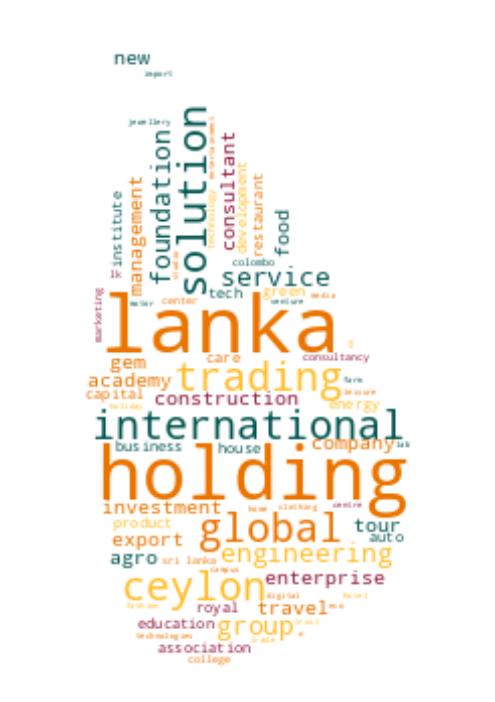 new
import
jewellery
solution
foundation
consultant
entertainment
technology
development
restaurant
management
institute
studio
food
colombo
service
lk
tech
green
marketing
motor
center
venture
media
lanka
gem
care
consultancy
academy
trading
farm
capital
construction
leisure
holiday
energy
international
business
house
company
lab
holding
investment
home
clothing
centre
product
global
tour
export
auto
agro
sri lanka
engineering
campus
ceylon
enterprise
digital
hotel
fashion
royal
travel
eco
education
group
trust
technologies
trade
association
college